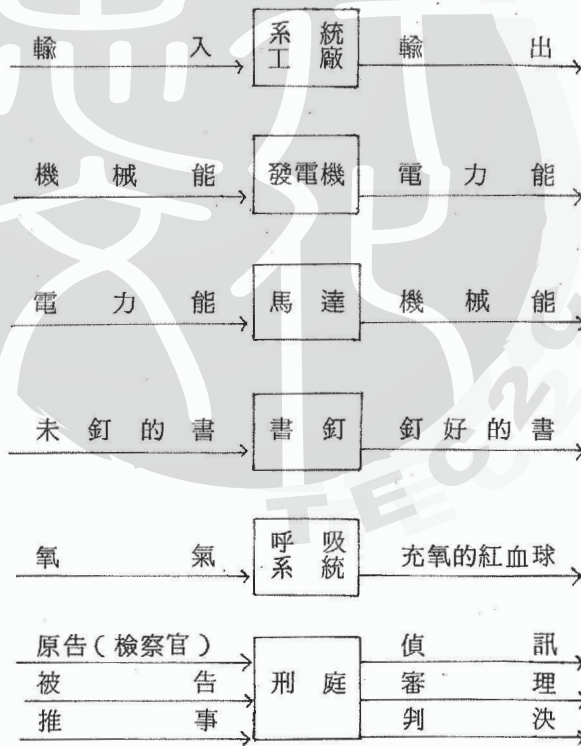 輸入 系統工廠 輸出
機械能 發電機 電力能
電力能 馬達 機械能
未釘的書 書釘 釘好的書
氧氣 呼吸系統 充氧的紅血球
原告(檢察官) 偵訊
被告 刑庭 審理
推事 判決